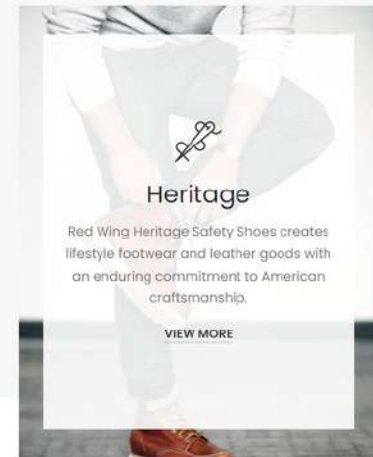 Heritage
Red Wing Heritage Safety Shoes creates
lifestyle footwear and leather goods with
an enduring commitment to American
craftsmanship.
VIEW MORE